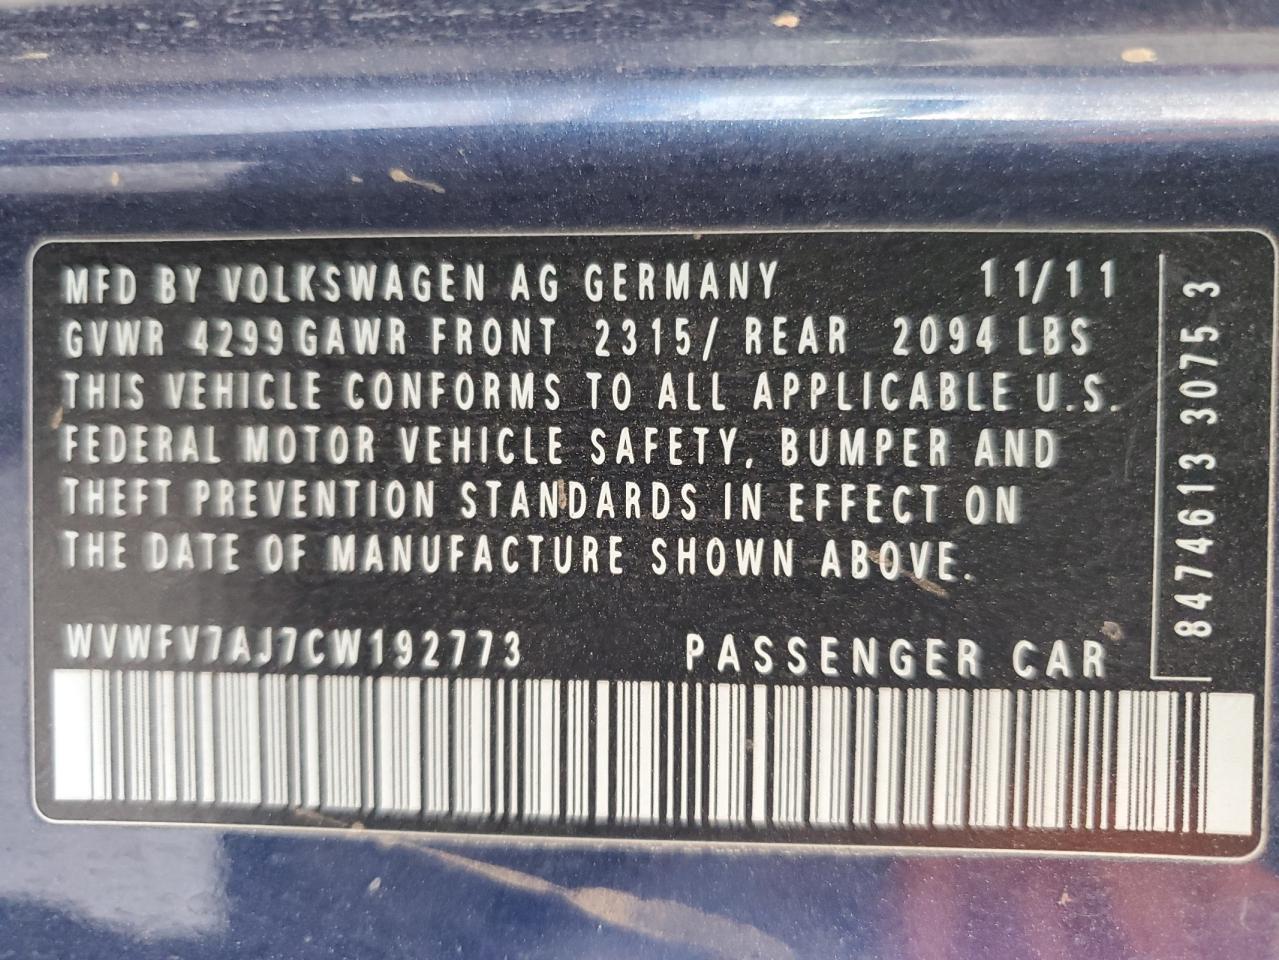 MFD BY VOLKSWAGEN AG GERMANY 11/11
GVWR 4299 GAWR FRONT 2315/ REAR 2094 LBS
THIS VEHICLE CONFORMS TO ALL APPLICABLE U.S.
FEDERAL MOTOR VEHICLE SAFETY, BUMPER AND
THEFT PREVENTION STANDARDS IN EFFECT ON
THE DATE OF MANUFACTURE SHOWN ABOVE.
WVWFV7AJ7CW192773 PASSENGER CAR
8474613 3075 3